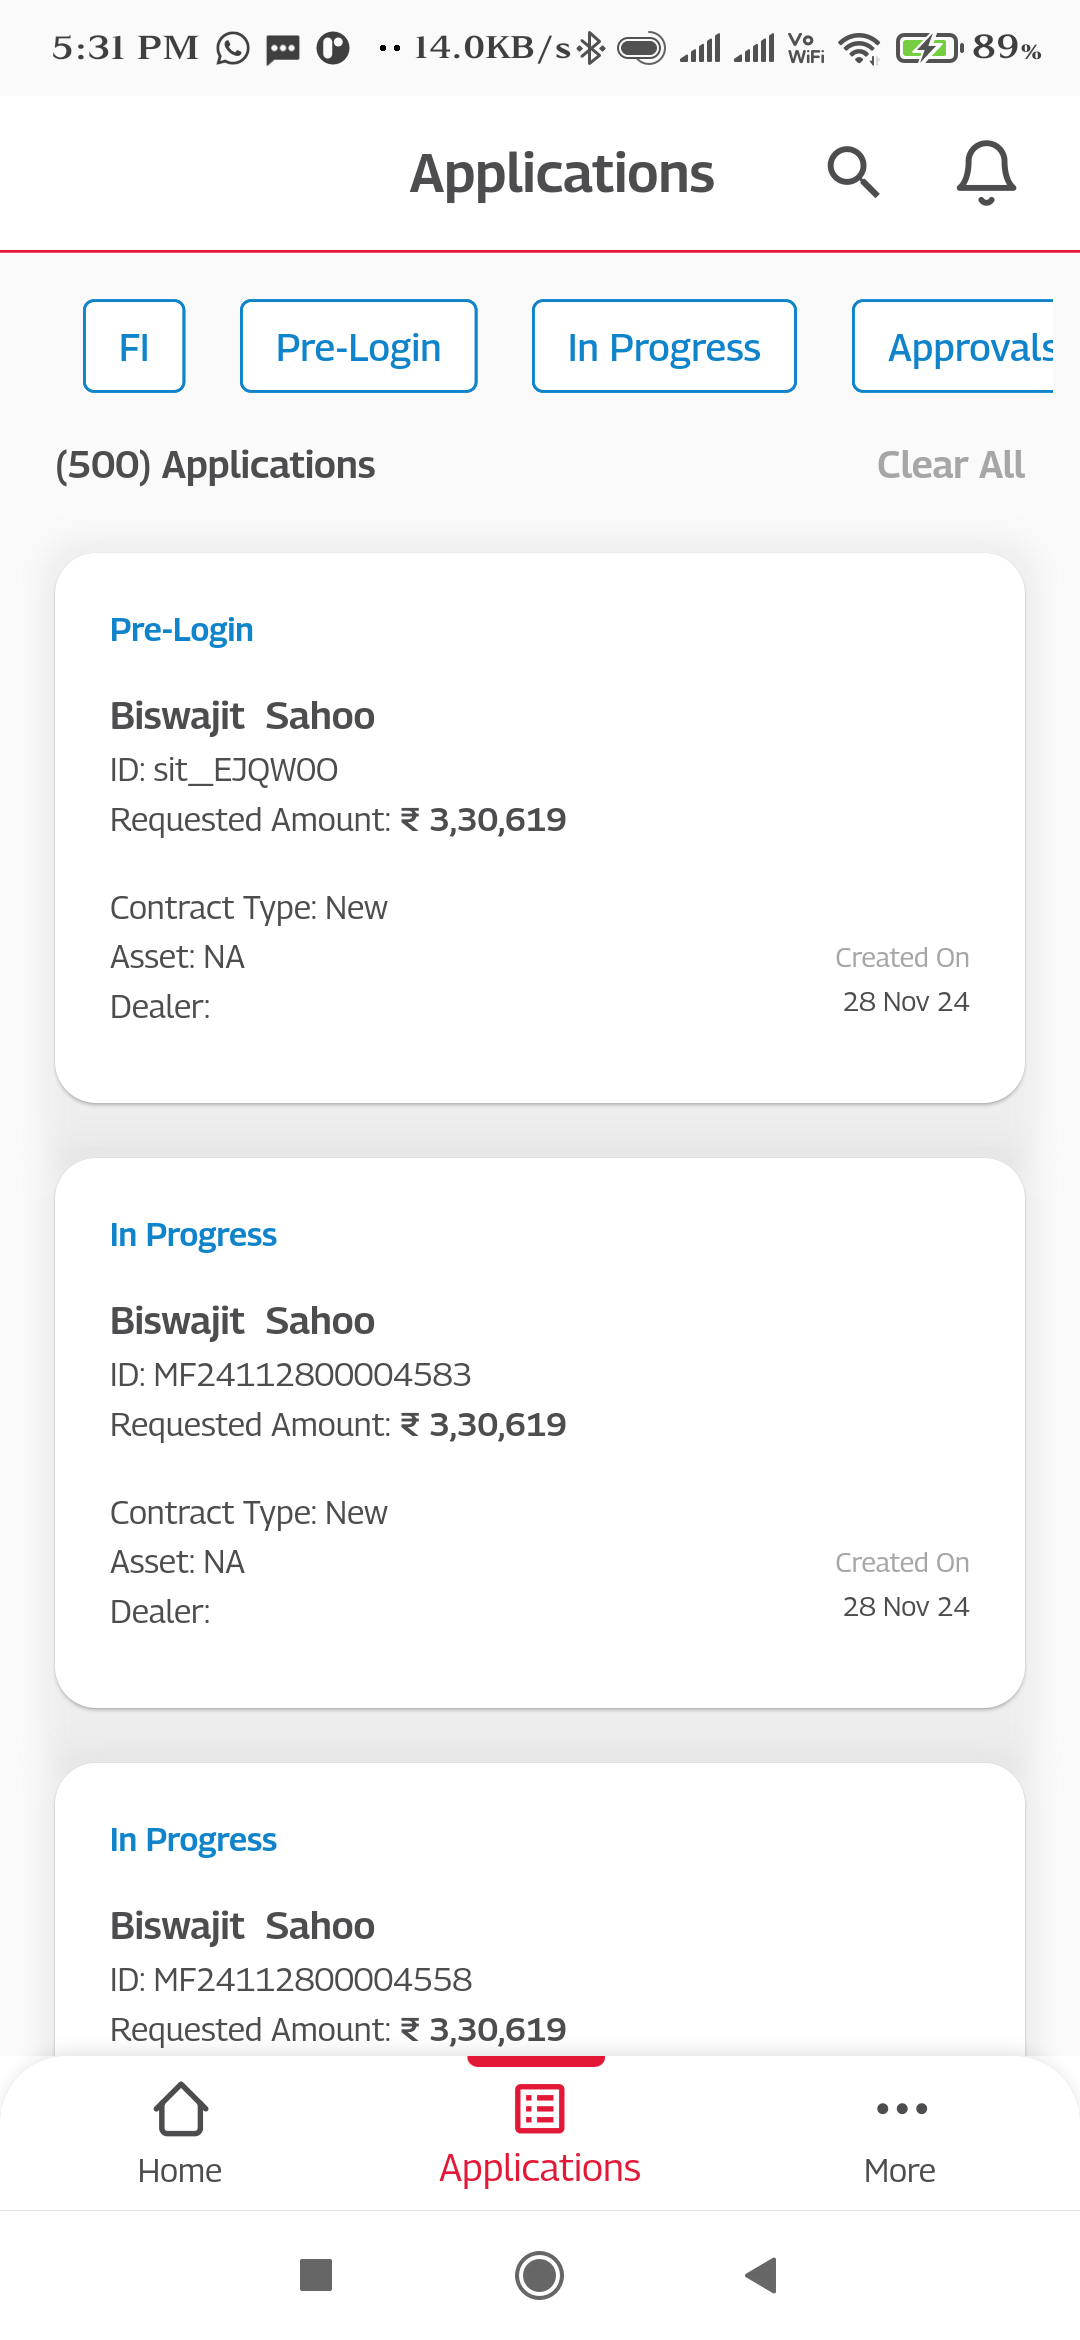 5:31 PM 14.0KB/s Vo WiFi 89%
Applications
FI Pre-Login In Progress Approvals
(500) Applications Clear All
Pre-Login
Biswajit Sahoo
ID: sit_EJQW0O
Requested Amount: ₹ 3,30,619
Contract Type: New
Asset: NA
Created On
Dealer:
28 Nov 24
In Progress
Biswajit Sahoo
ID: MF24112800004583
Requested Amount: ₹ 3,30,619
Contract Type: New
Asset: NA
Created On
Dealer:
28 Nov 24
In Progress
Biswajit Sahoo
ID: MF24112800004558
Requested Amount: ₹ 3,30,619
Home Applications More